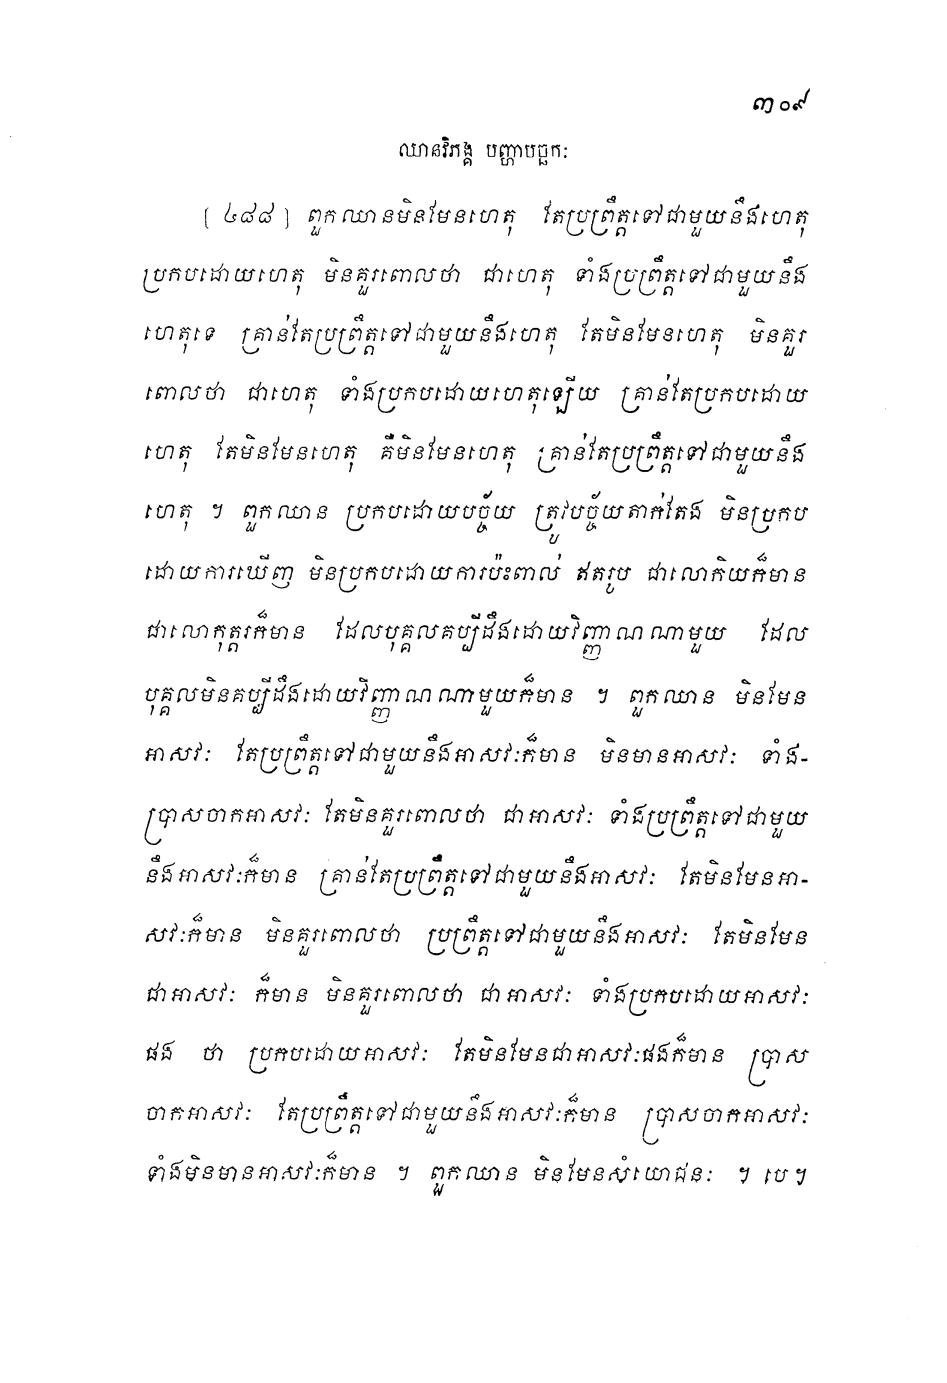 ៣០៩
ឈានវិភង្គ បញ្ហាបច្ឆកៈ
[៤៨៨] ពួកឈានមិនមែនហេតុ តែប្រព្រឹត្តទៅជាមួយនឹងហេតុ
ប្រកបដោយហេតុ មិនគួរពោលថា ជាហេតុ ទាំងប្រព្រឹត្តទៅជាមួយនឹង
ហេតុទេ គ្រាន់តែប្រព្រឹត្តទៅជាមួយនឹងហេតុ តែមិនមែនហេតុ មិនគួរ
ពោលថា ជាហេតុ ទាំងប្រកបដោយហេតុឡើយ គ្រាន់តែប្រកបដោយ
ហេតុ តែមិនមែនហេតុ គឺមិនមែនហេតុ គ្រាន់តែប្រព្រឹត្តទៅជាមួយនឹង
ហេតុ ។ ពួកឈាន ប្រកបដោយបច្ច័យ ត្រូវបច្ច័យតាក់តែង មិនប្រកប
ដោយការឃើញ មិនប្រកបដោយការប៉ះពាល់ ឥតរូប ជាលោកិយក៏មាន
ជាលោកុត្តរក៏មាន ដែលបុគ្គលគប្បីដឹងដោយវិញ្ញាណណាមួយ ដែល
បុគ្គលមិនគប្បីដឹងដោយវិញ្ញាណណាមួយក៏មាន ។ ពួកឈាន មិនមែន
អាសវៈ តែប្រព្រឹត្តទៅជាមួយនឹងអាសវៈក៏មាន មិនមានអាសវៈ ទាំង-
ប្រាសចាកអាសវៈ តែមិនគួរពោលថា ជាអាសវៈ ទាំងប្រព្រឹត្តទៅជាមួយ
នឹងអាសវៈក៏មាន គ្រាន់តែប្រព្រឹត្តទៅជាមួយនឹងអាសវៈ តែមិនមែនអា-
សវៈក៏មាន មិនគួរពោលថា ប្រព្រឹត្តទៅជាមួយនឹងអាសវៈ តែមិនមែន
ជាអាសវៈ ក៏មាន មិនគួរពោលថា ជាអាសវៈ ទាំងប្រកបដោយអាសវៈ
ផង ថា ប្រកបដោយអាសវៈ តែមិនមែនជាអាសវៈផងក៏មាន ប្រាស
ចាកអាសវៈ តែប្រព្រឹត្តទៅជាមួយនឹងអាសវៈក៏មាន ប្រាសចាកអាសវៈ
ទាំងមិនមានអាសវៈក៏មាន ។ ពួកឈាន មិនមែនសំយោជនៈ ។ បេ។